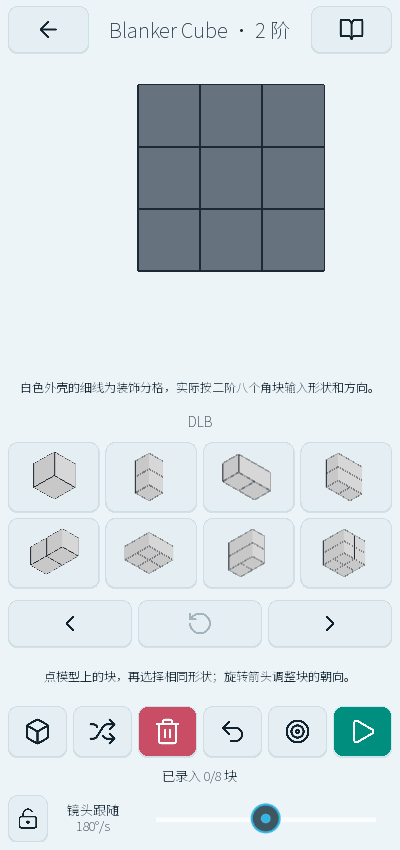 Blanker Cube · 2 阶
白色外壳的细线为装饰分格，实际按二阶八个角块输入形状和方向。
DLB
点模型上的块，再选择相同形状；旋转箭头调整块的朝向。
已录入 0/8 块
镜头跟随
180°/s